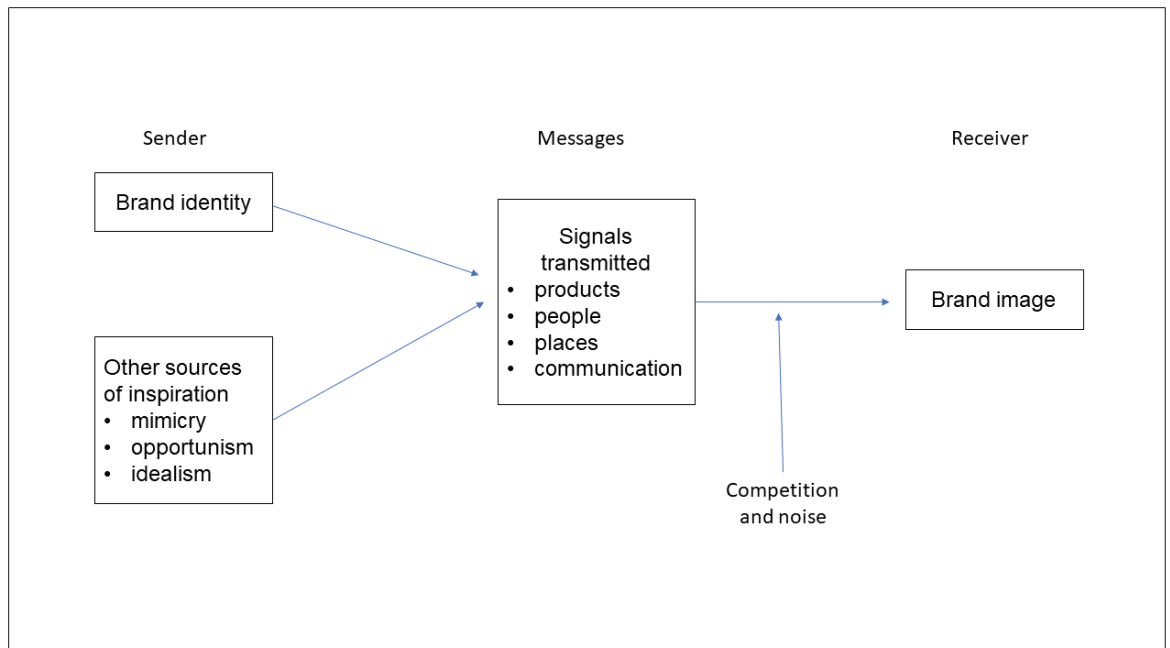 Sender
Messages
Receiver
Brand identity
Signals
transmitted
• products
• people
• places
• communication
Brand image
Other sources
of inspiration
• mimicry
• opportunism
• idealism
Competition
and noise